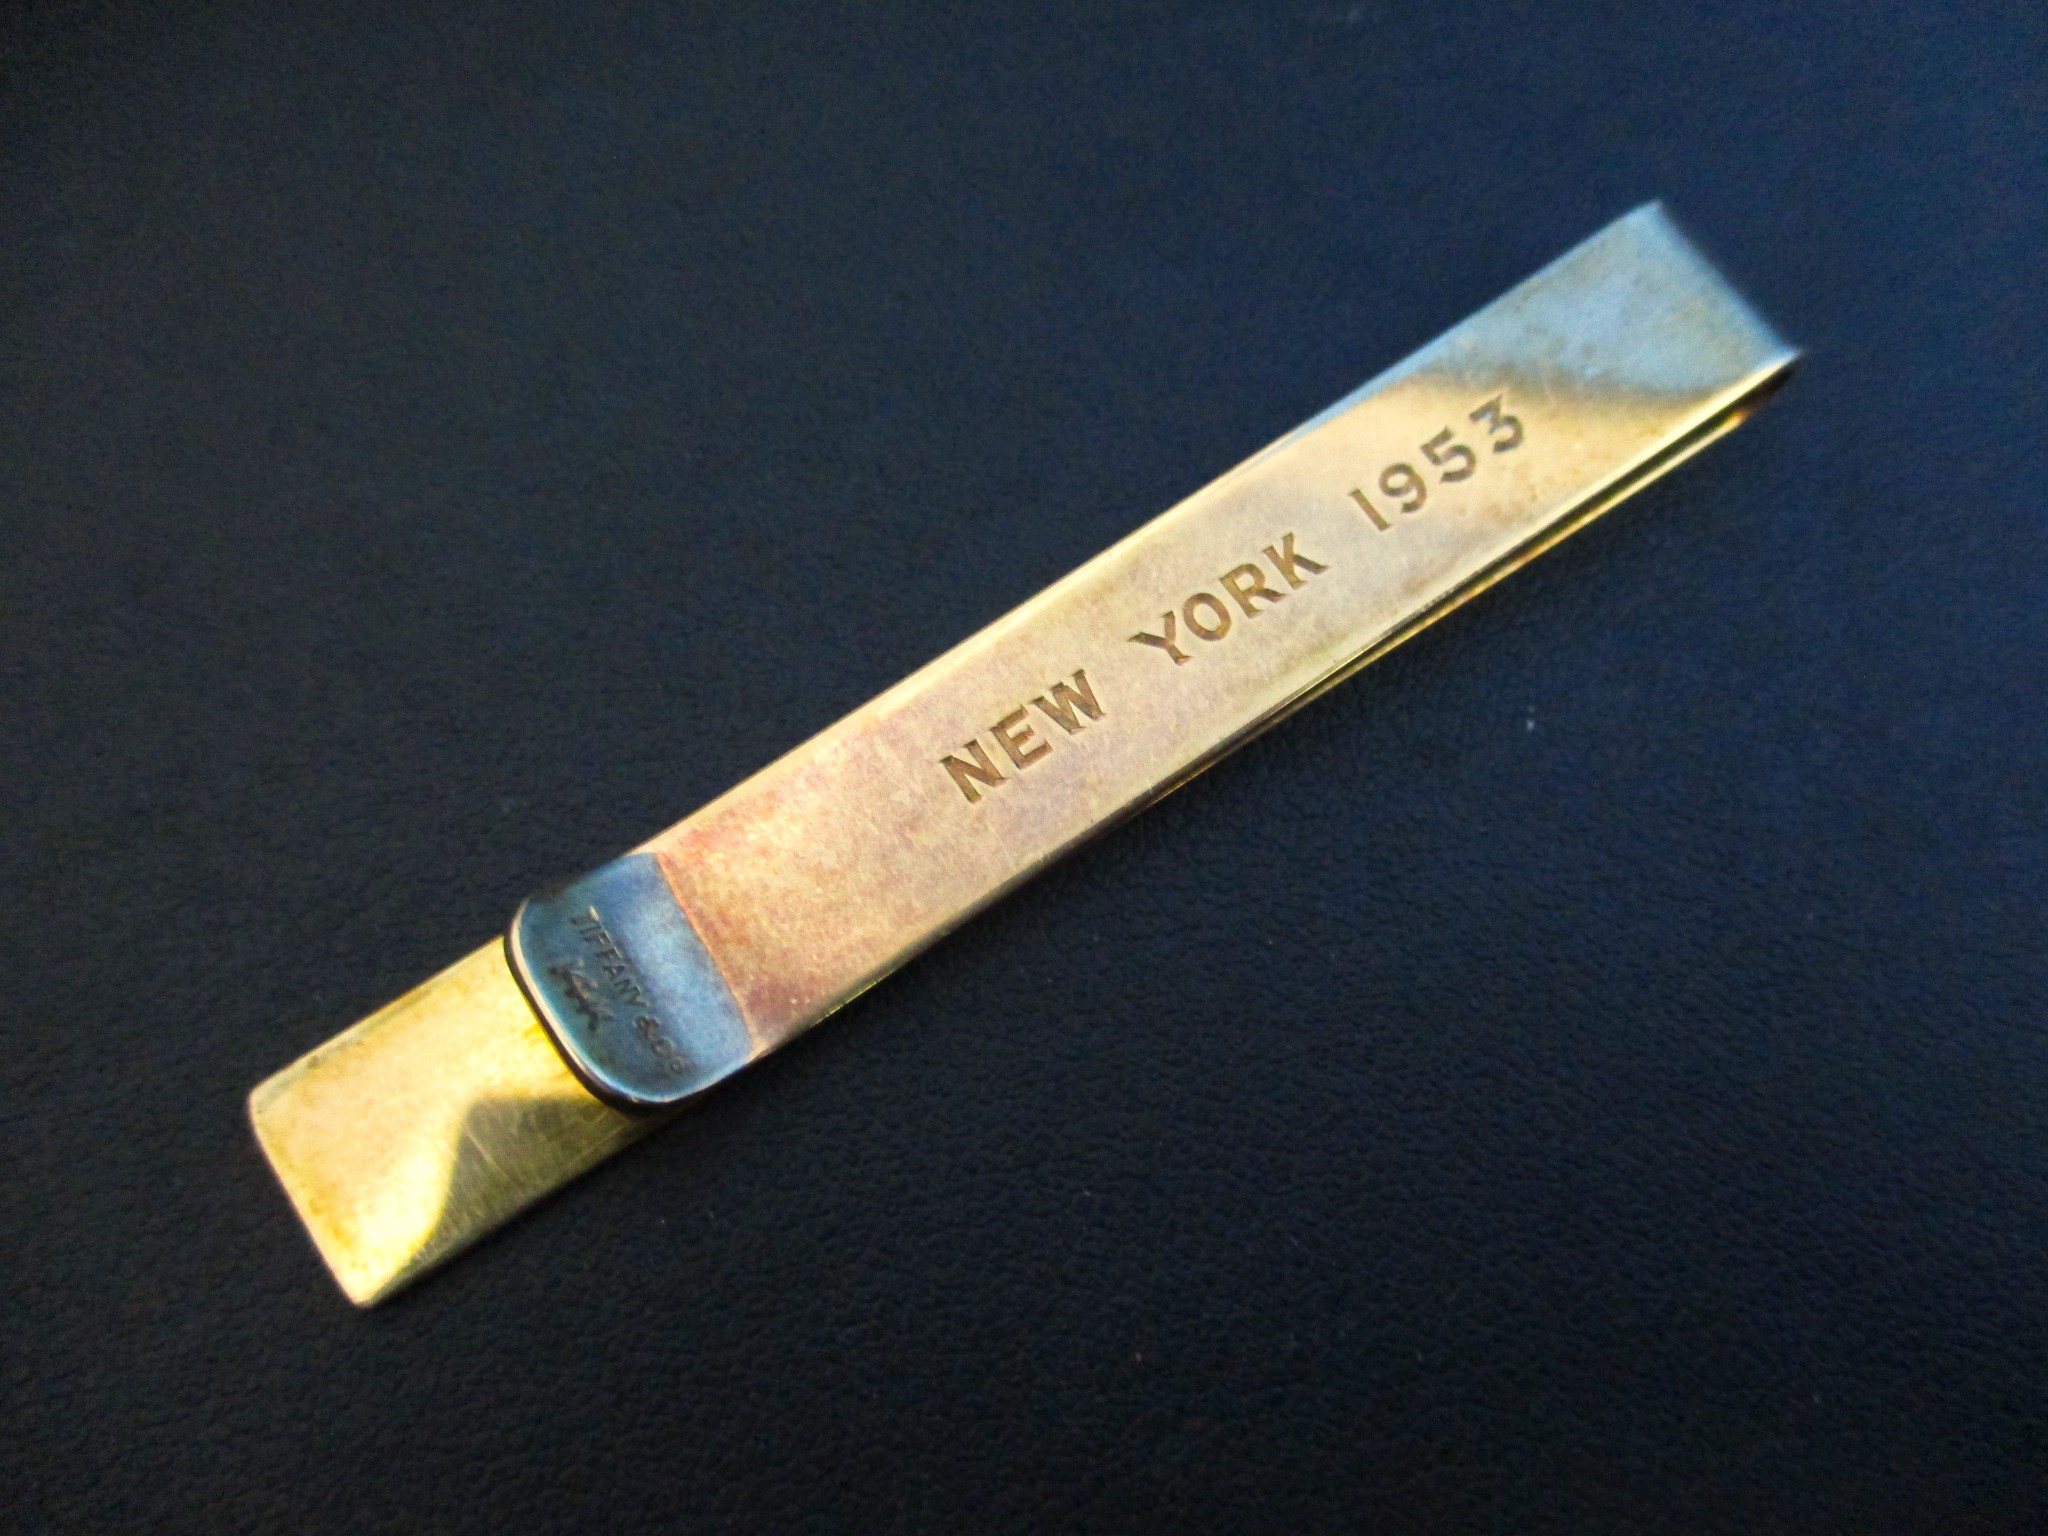 NEW YORK 1953
TIFFANY & CO